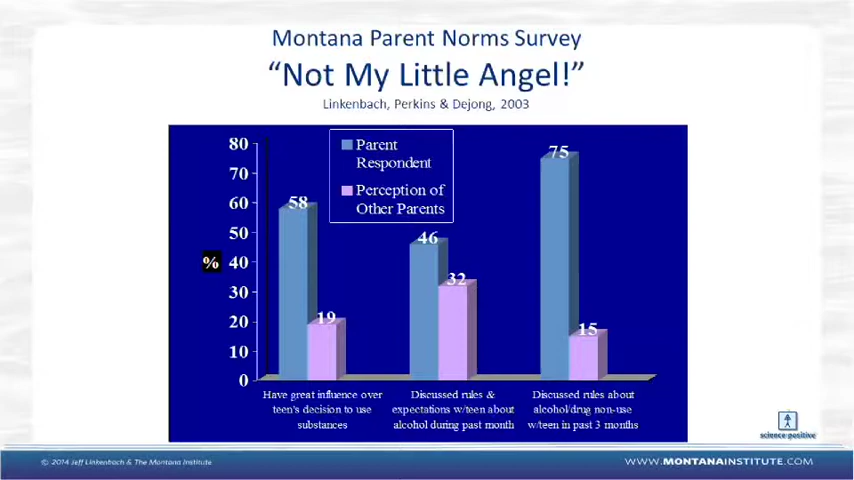 Montana Parent Norms Survey
“Not My Little Angel!”
Linkenbach, Perkins & Dejong, 2003
Parent
Respondent
Perception of
Other Parents
80
70
60
50
40
30
20
10
0
%
58
19
46
32
75
15
Have great influence over
teen's decision to use
substances
Discussed rules &
expectations w/teen about
alcohol during past month
Discussed rules about
alcohol/drug non-use
w/teen in past 3 months
science+positive
© 2014 Jeff Linkenbach & The Montana Institute
WWW.MONTANAINSTITUTE.COM